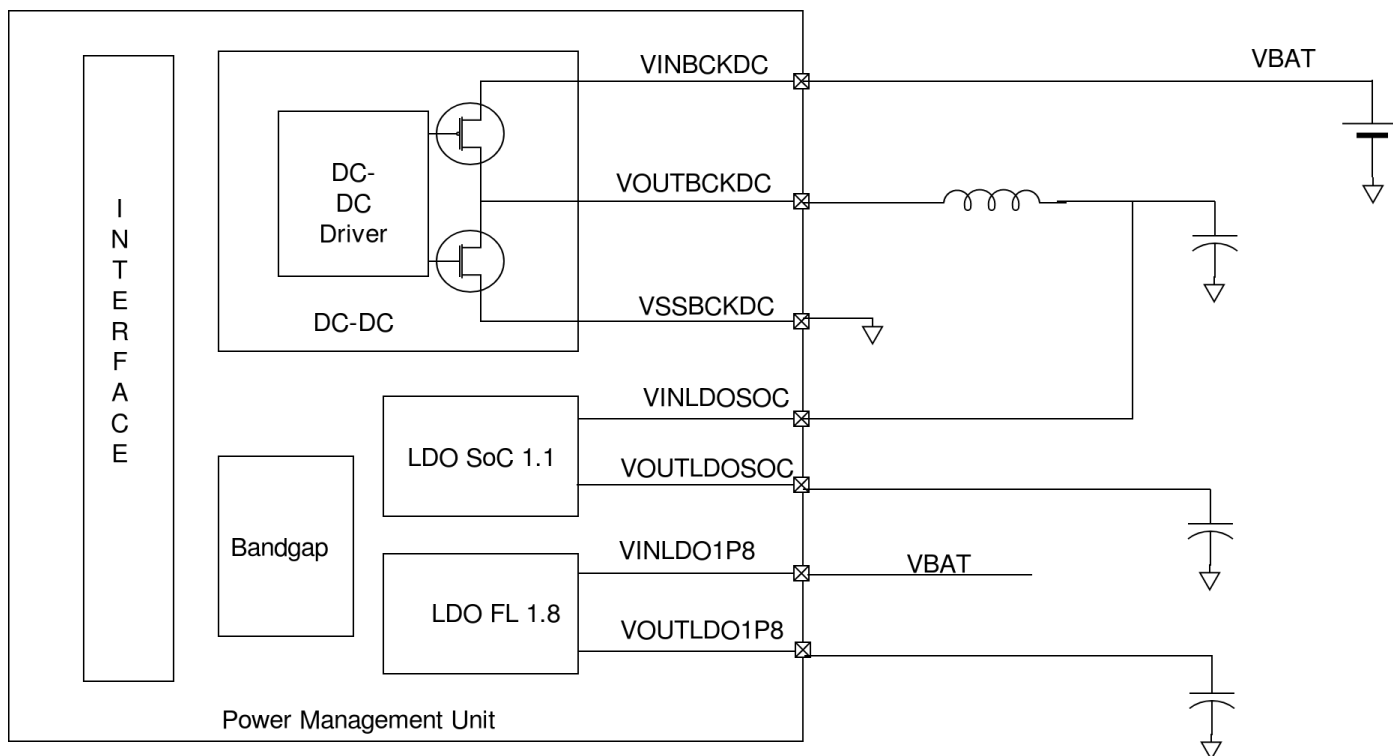 VINBCKDC
VBAT
DC-
DC
Driver
VOUTBCKDC
I
N
T
E
R
F
A
C
E
VSSBCKDC
DC-DC
VINLDOSOC
LDO SoC 1.1
VOUTLDOSOC
Bandgap
VINLDO1P8
VBAT
LDO FL 1.8
VOUTLDO1P8
Power Management Unit